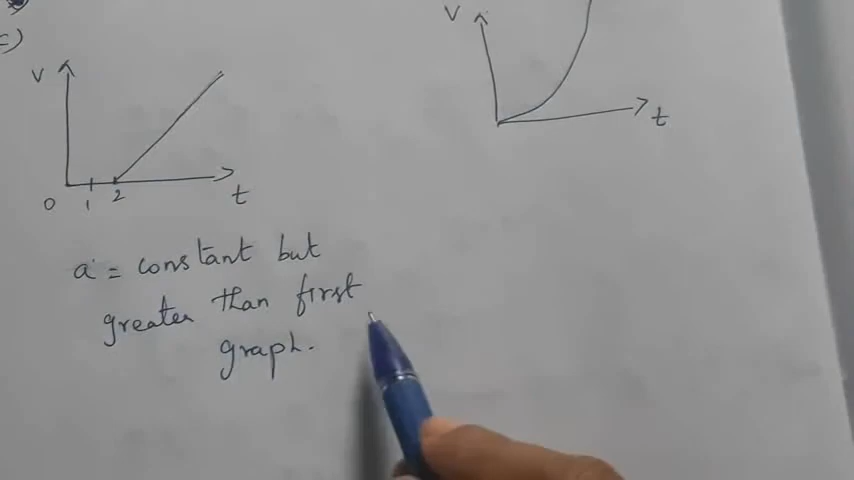 c)
V
0 1 2 t
a = constant but
greater than first
graph.
V
t